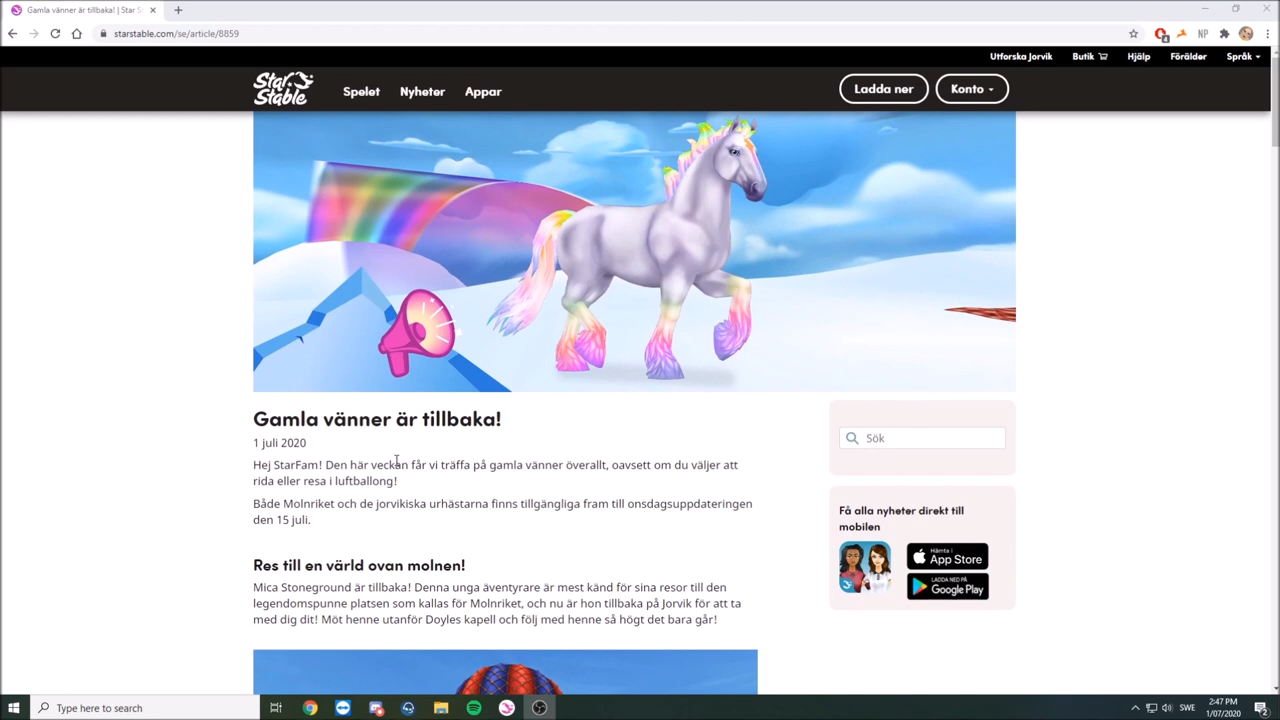 Gamla vänner är tillbaka! | Star S
starstable.com/se/article/8859
4
NP
Utforska Jorvik Butik Hjälp Förälder Språk
Star Stable
Spelet Nyheter Appar
Ladda ner Konto
Gamla vänner är tillbaka!
1 juli 2020
Hej StarFam! Den här veckan får vi träffa på gamla vänner överallt, oavsett om du väljer att
rida eller resa i luftballong!
Både Molnriket och de jorvikiska urhästarna finns tillgängliga fram till onsdagsuppdateringen
den 15 juli.
Res till en värld ovan molnen!
Mica Stoneground är tillbaka! Denna unga äventyrare är mest känd för sina resor till den
legendomspunne platsen som kallas för Molnriket, och nu är hon tillbaka på Jorvik för att ta
med dig dit! Möt henne utanför Doyles kapell och följ med henne så högt det bara går!
Sök
Få alla nyheter direkt till
mobilen
Hämta i
App Store
LADDA NED PÅ
Google Play
Type here to search
SWE
2:47 PM
1/07/2020
2